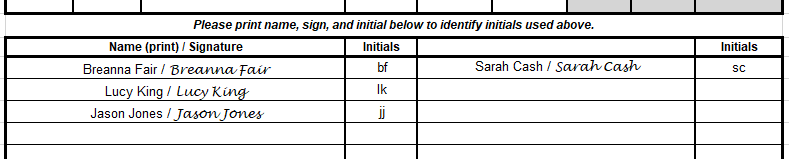 Please print name, sign, and initial below to identify initials used above.
Name (print) / Signature Initials Initials
Breanna Fair / Breanna Fair bf Sarah Cash / Sarah Cash sc
Lucy King / Lucy King lk
Jason Jones / Jason Jones jj